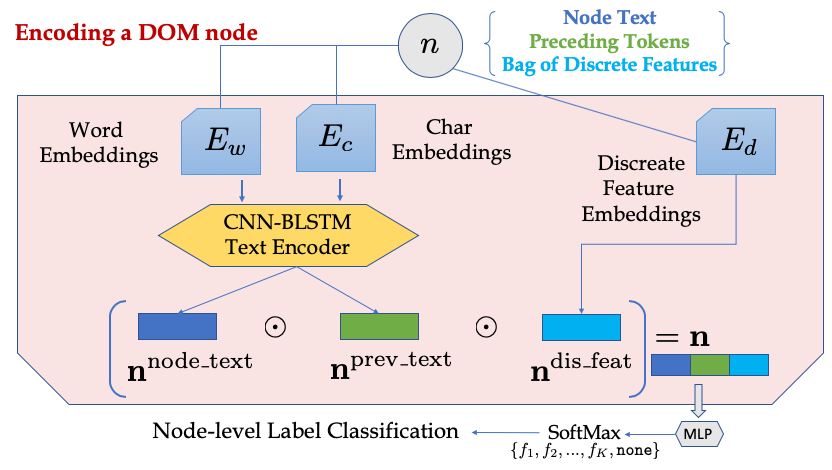 Encoding a DOM node
n
Node Text
Preceding Tokens
Bag of Discrete Features
Word
Embeddings
E_w
E_c
Char
Embeddings
E_d
Discreate
Feature
Embeddings
CNN-BLSTM
Text Encoder
⊙
⊙
= n
n^node_text
n^prev_text
n^dis_feat
Node-level Label Classification
SoftMax
MLP
{f_1, f_2, ..., f_K, none}